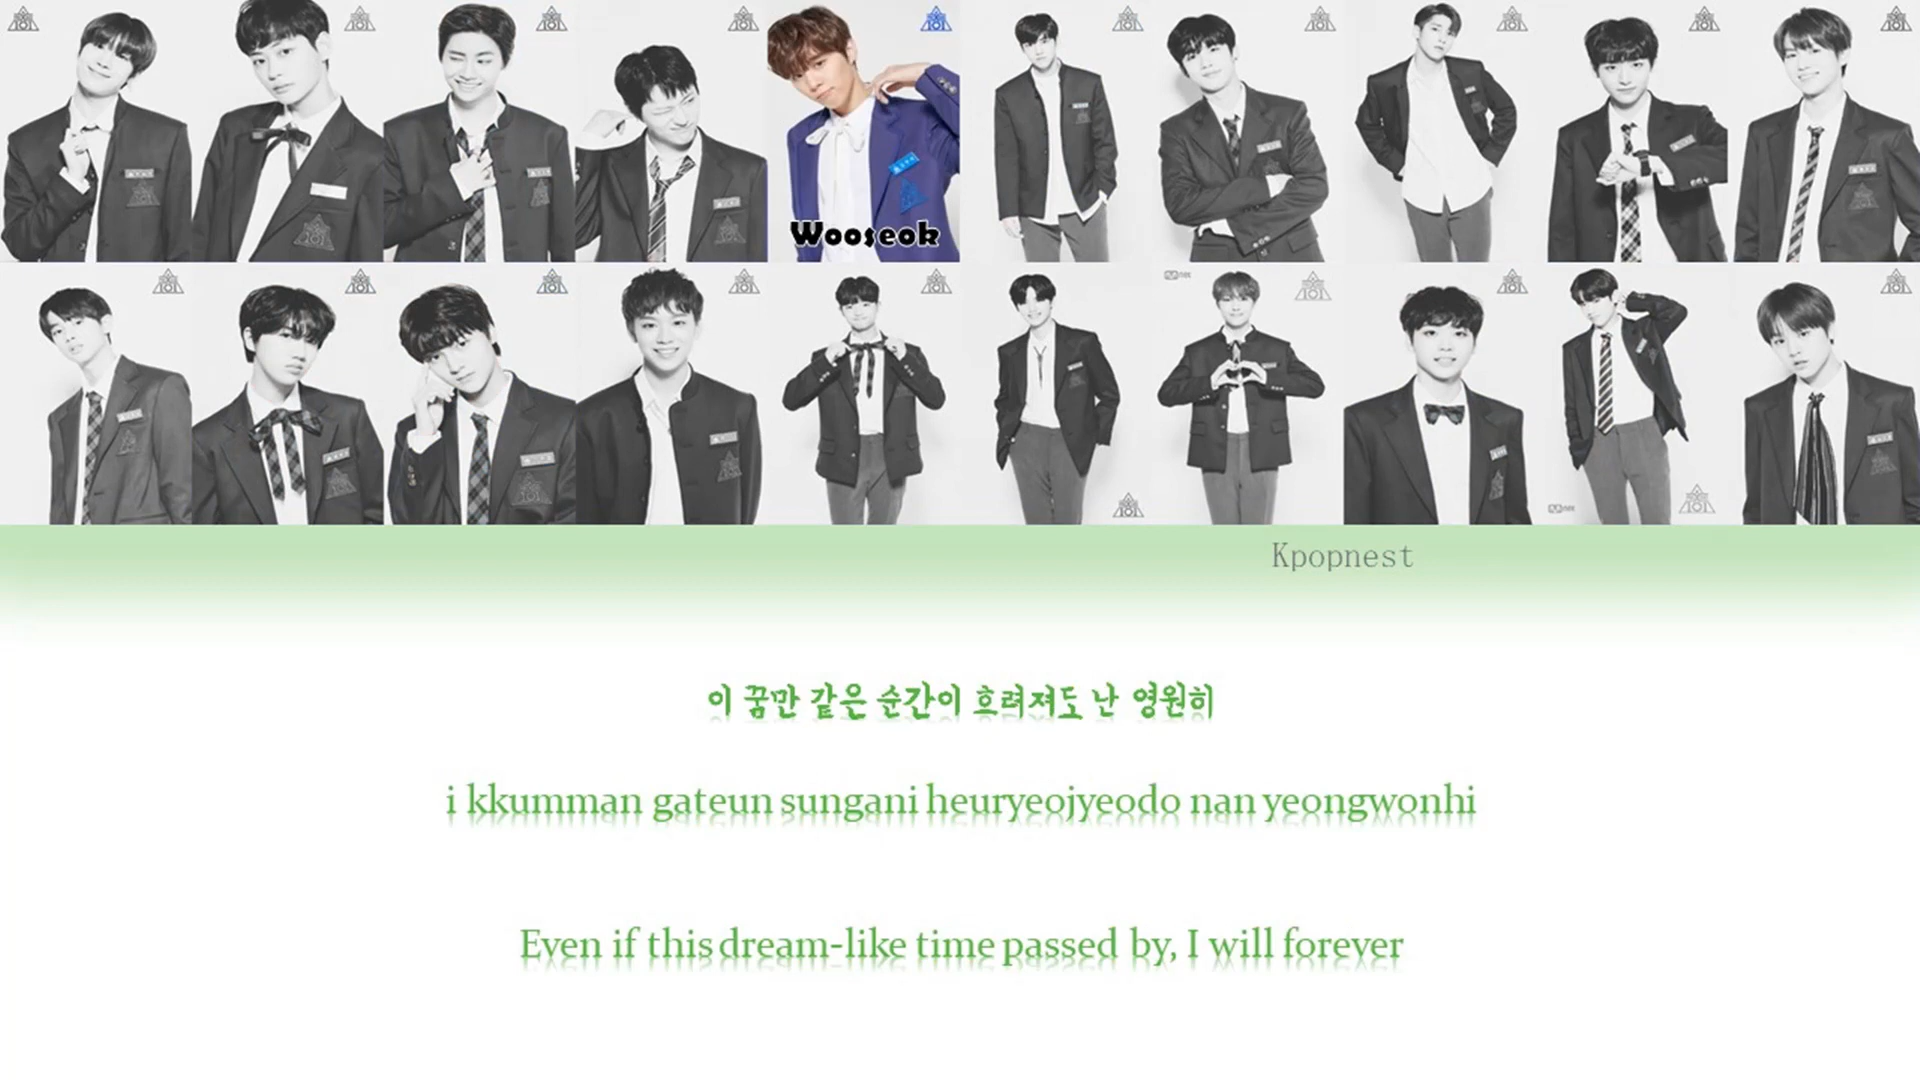 Wooseok
Kpopnest
이 꿈만 같은 순간이 흐려져도 난 영원히
i kkumman gateun sungani heuryeojyeodo nan yeongwonhi
Even if this dream-like time passed by, I will forever